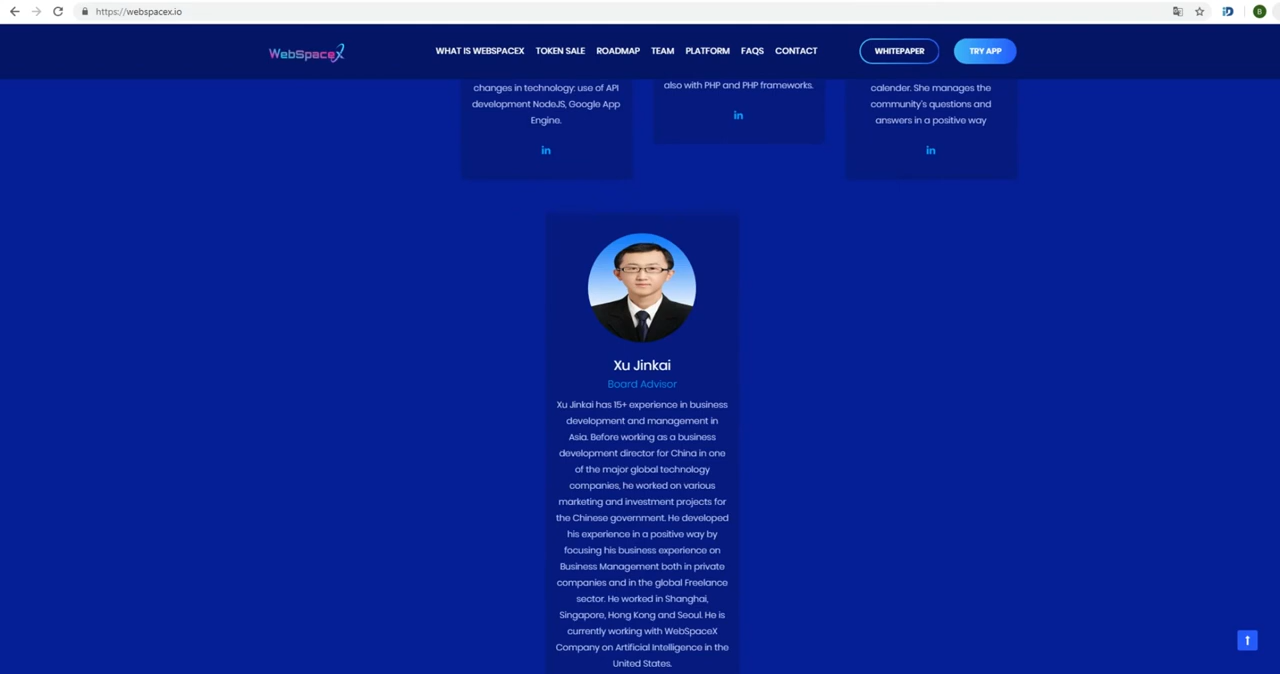 https://webspacex.io
B
WebSpaceX
WHAT IS WEBSPACEX TOKEN SALE ROADMAP TEAM PLATFORM FAQS CONTACT WHITEPAPER TRY APP
changes in technology: use of API
development NodeJS, Google App
Engine.
in
also with PHP and PHP frameworks.
in
calender. She manages the
community's questions and
answers in a positive way
in
Xu Jinkai
Board Advisor
Xu Jinkai has 15+ experience in business
development and management in
Asia. Before working as a business
development director for China in one
of the major global technology
companies, he worked on various
marketing and investment projects for
the Chinese government. He developed
his experience in a positive way by
focusing his business experience on
Business Management both in private
companies and in the global Freelance
sector. He worked in Shanghai,
Singapore, Hong Kong and Seoul. He is
currently working with WebSpaceX
Company on Artificial Intelligence in the
United States.